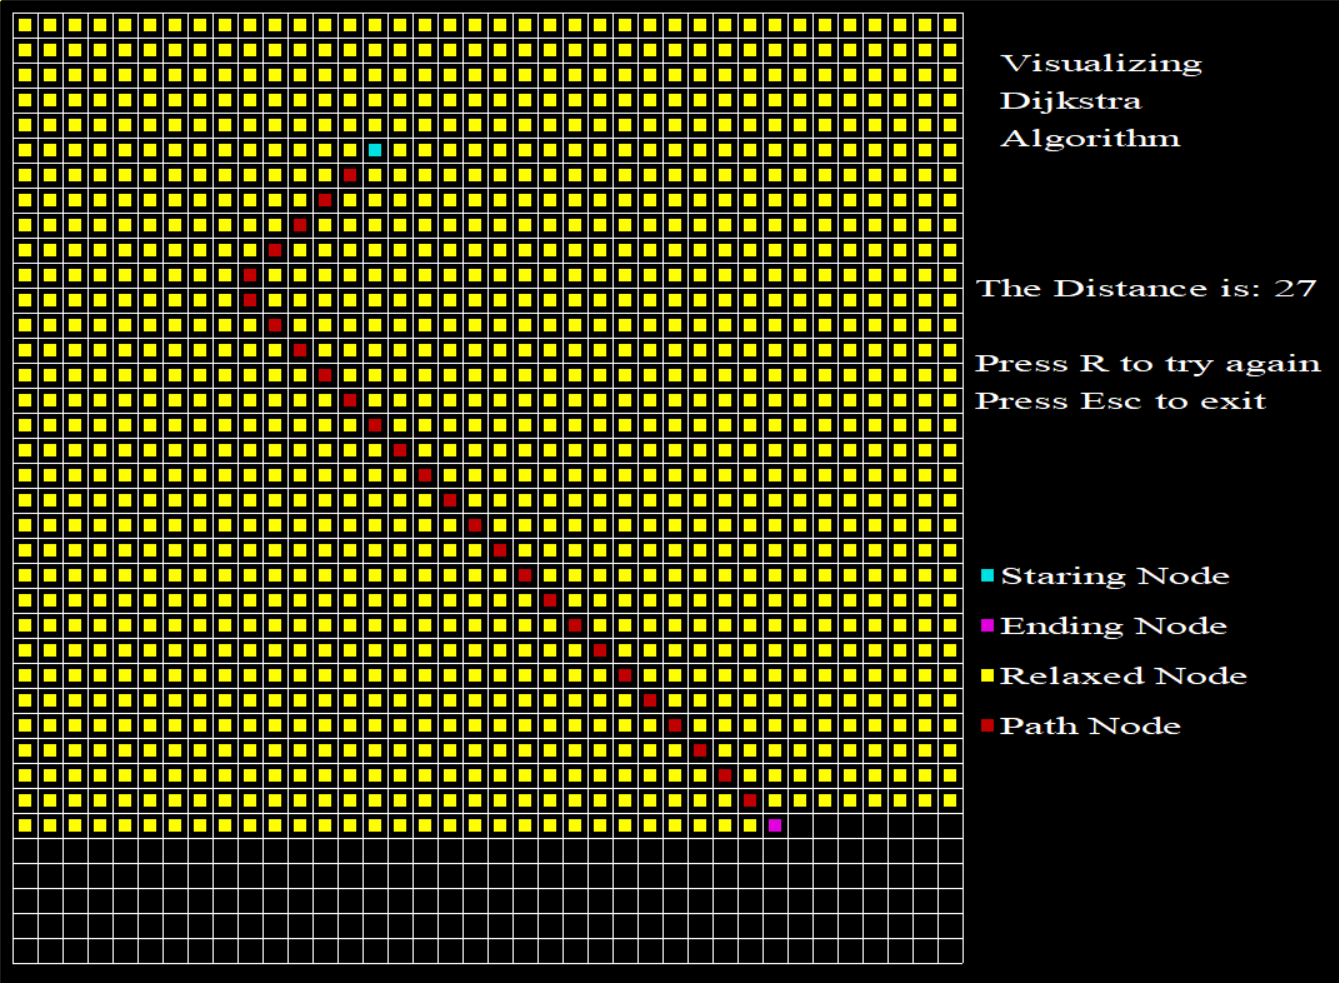 Visualizing
Dijkstra
Algorithm
The Distance is: 27
Press R to try again
Press Esc to exit
Staring Node
Ending Node
Relaxed Node
Path Node